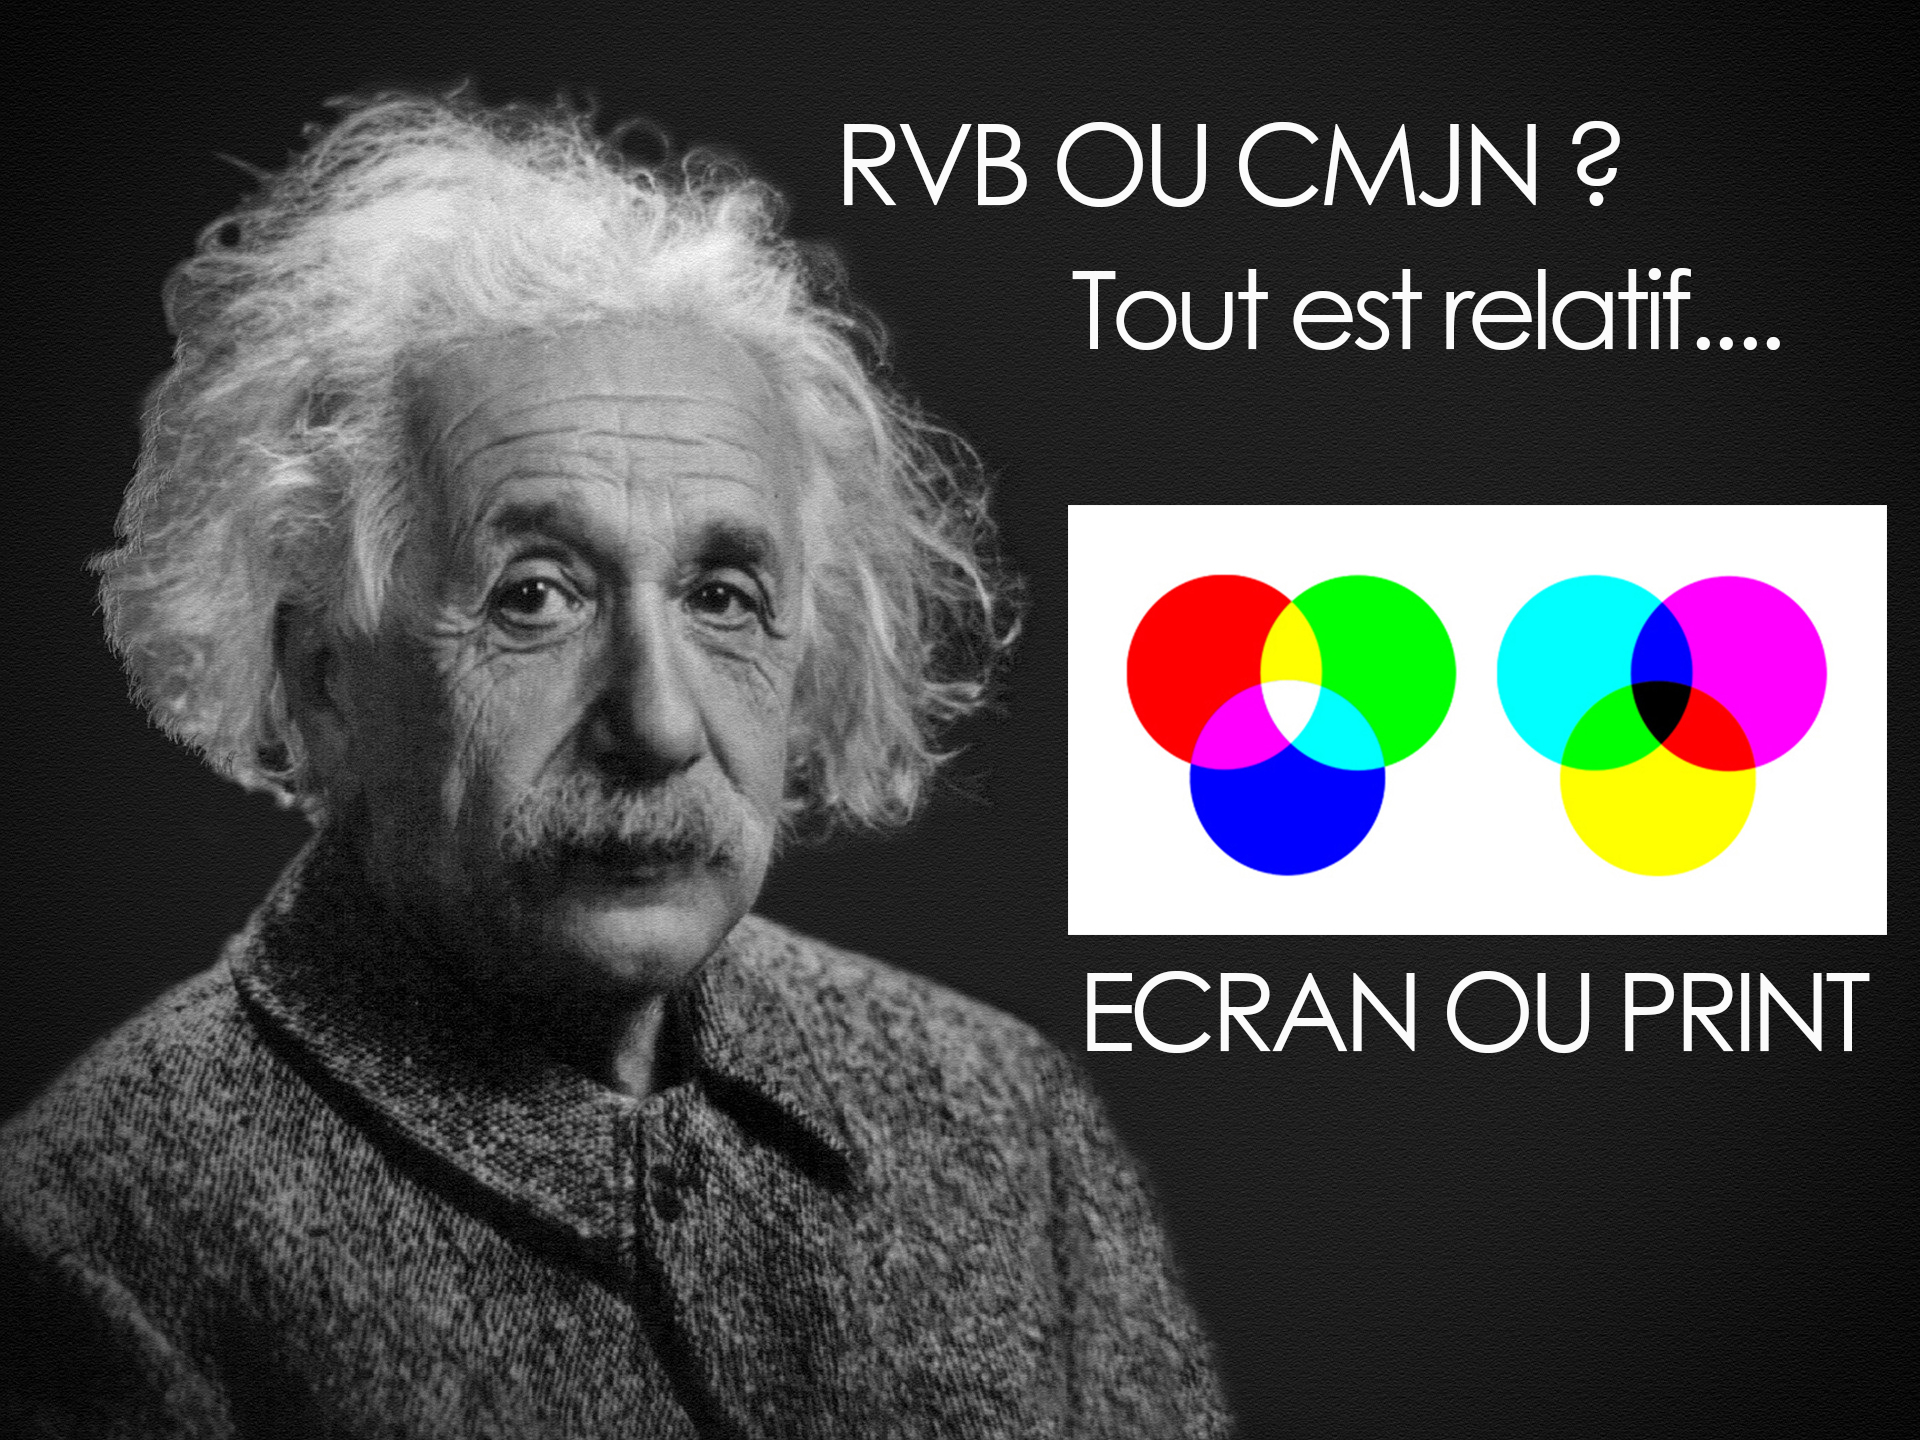 RVB OU CMJN ?
Tout est relatif....
ECRAN OU PRINT